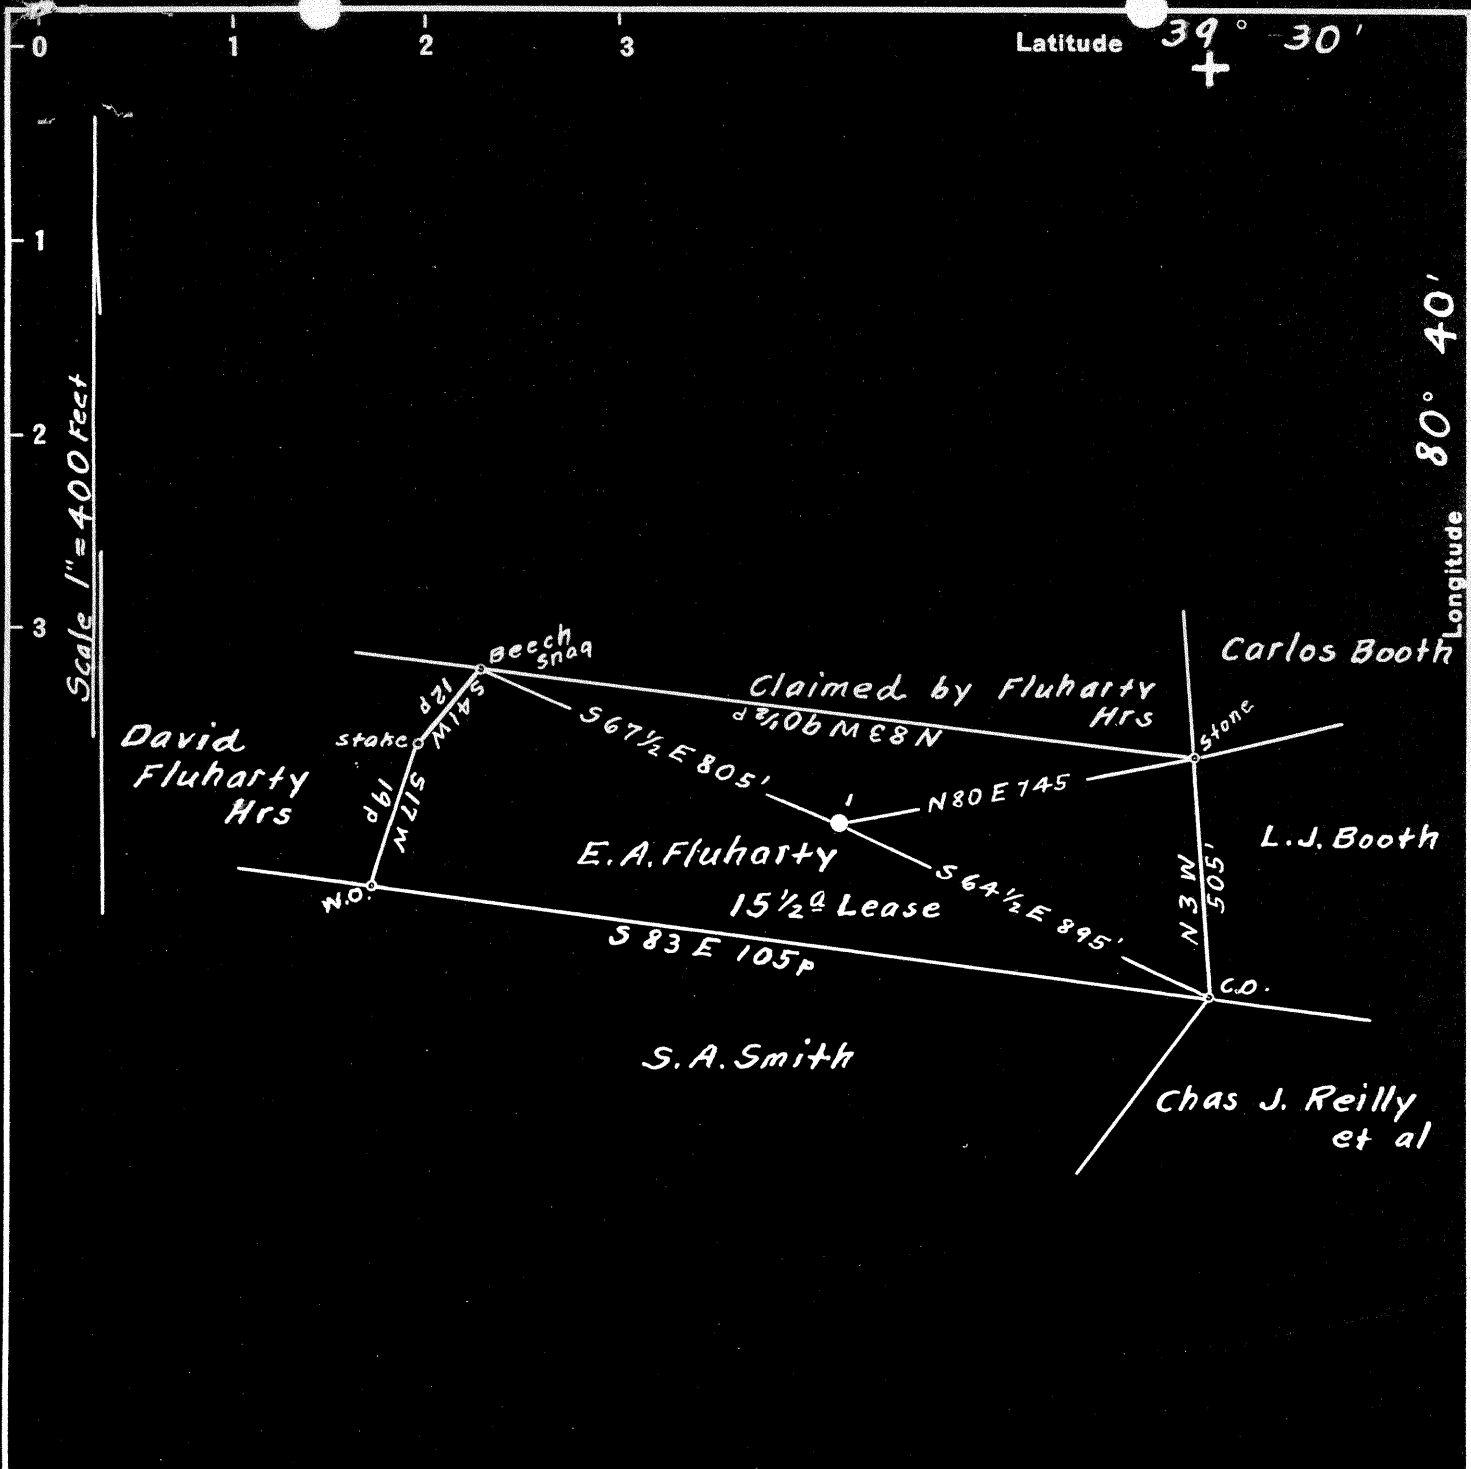 0 1 2 3
Latitude 39° 30'
1
2
3
Scale 1" = 400 Feet
80° 40'
Longitude
Beech
snag
Carlos Booth
Claimed by Fluharty
Hrs
N 83 W 90½ P
Stone
12p
S 41 W
stake
S 67½ E 805'
David
Fluharty
Hrs
19p
S 17 W
N 80 E 745
1
E.A. Fluharty
15½ a Lease
L.J. Booth
N 3 W
505'
S 64½ E 895'
W.O.
S 83 E 105p
C.O.
S.A. Smith
Chas J. Reilly
et al